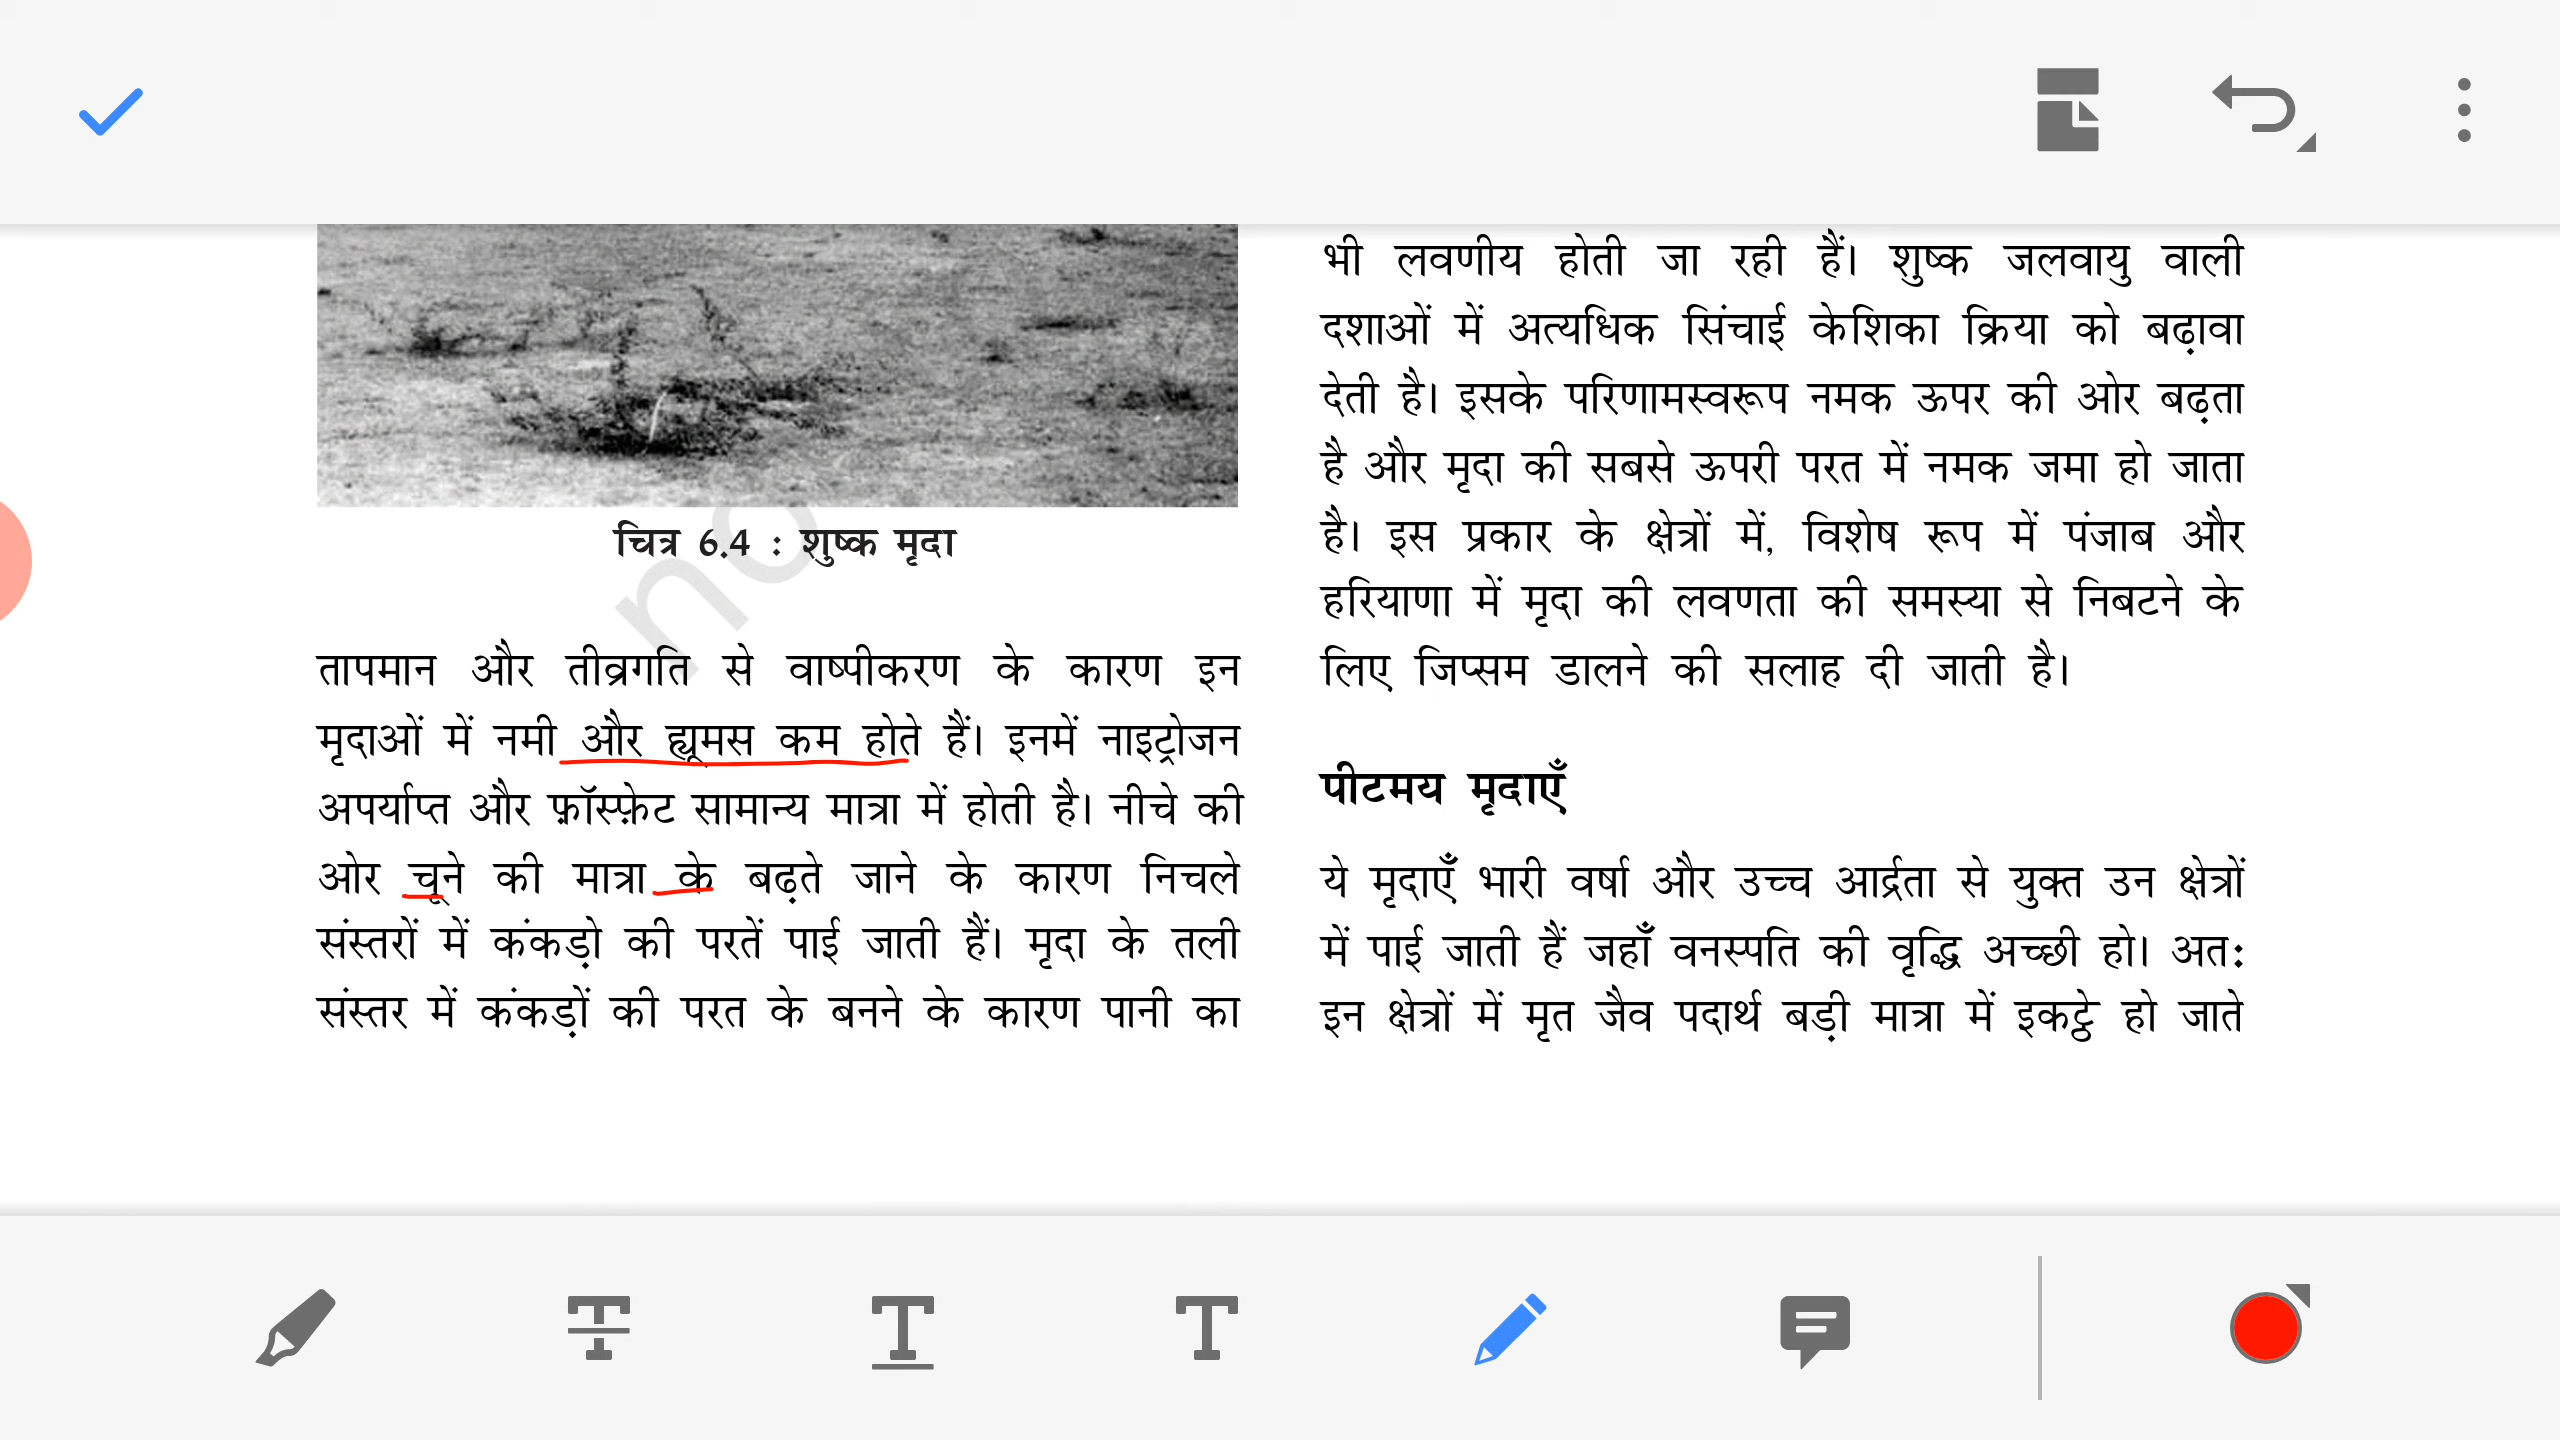 चित्र 6.4 : शुष्क मृदा
तापमान और तीव्रगति से वाष्पीकरण के कारण इन
मृदाओं में नमी और ह्यूमस कम होते हैं। इनमें नाइट्रोजन
अपर्याप्त और फ़ॉस्फ़ेट सामान्य मात्रा में होती है। नीचे की
ओर चूने की मात्रा के बढ़ते जाने के कारण निचले
संस्तरों में कंकड़ो की परतें पाई जाती हैं। मृदा के तली
संस्तर में कंकड़ों की परत के बनने के कारण पानी का
भी लवणीय होती जा रही हैं। शुष्क जलवायु वाली
दशाओं में अत्यधिक सिंचाई केशिका क्रिया को बढ़ावा
देती है। इसके परिणामस्वरूप नमक ऊपर की ओर बढ़ता
है और मृदा की सबसे ऊपरी परत में नमक जमा हो जाता
है। इस प्रकार के क्षेत्रों में, विशेष रूप में पंजाब और
हरियाणा में मृदा की लवणता की समस्या से निबटने के
लिए जिप्सम डालने की सलाह दी जाती है।
पीटमय मृदाएँ
ये मृदाएँ भारी वर्षा और उच्च आर्द्रता से युक्त उन क्षेत्रों
में पाई जाती हैं जहाँ वनस्पति की वृद्धि अच्छी हो। अतः
इन क्षेत्रों में मृत जैव पदार्थ बड़ी मात्रा में इकट्ठे हो जाते
no